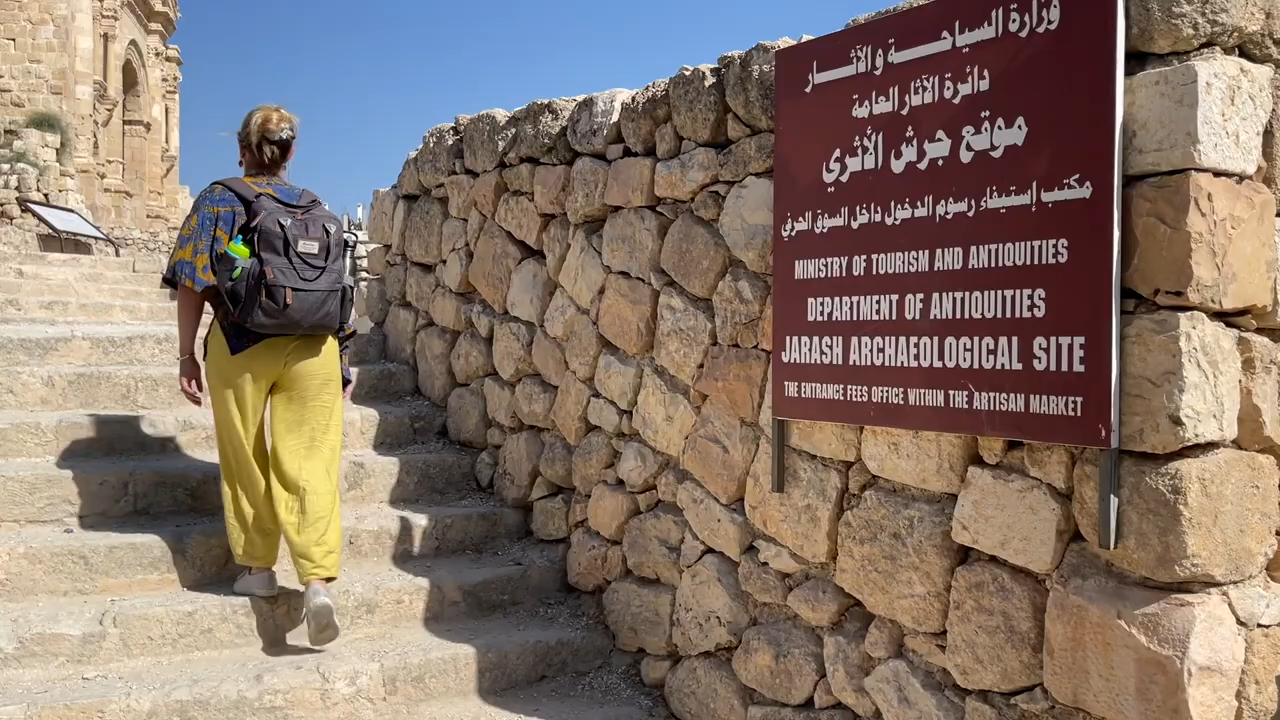 وزارة السياحة والآثار
دائرة الآثار العامة
موقع جرش الأثري
مكتب إستيفاء رسوم الدخول داخل السوق الحرفي
MINISTRY OF TOURISM AND ANTIQUITIES
DEPARTMENT OF ANTIQUITIES
JARASH ARCHAEOLOGICAL SITE
THE ENTRANCE FEES OFFICE WITHIN THE ARTISAN MARKET